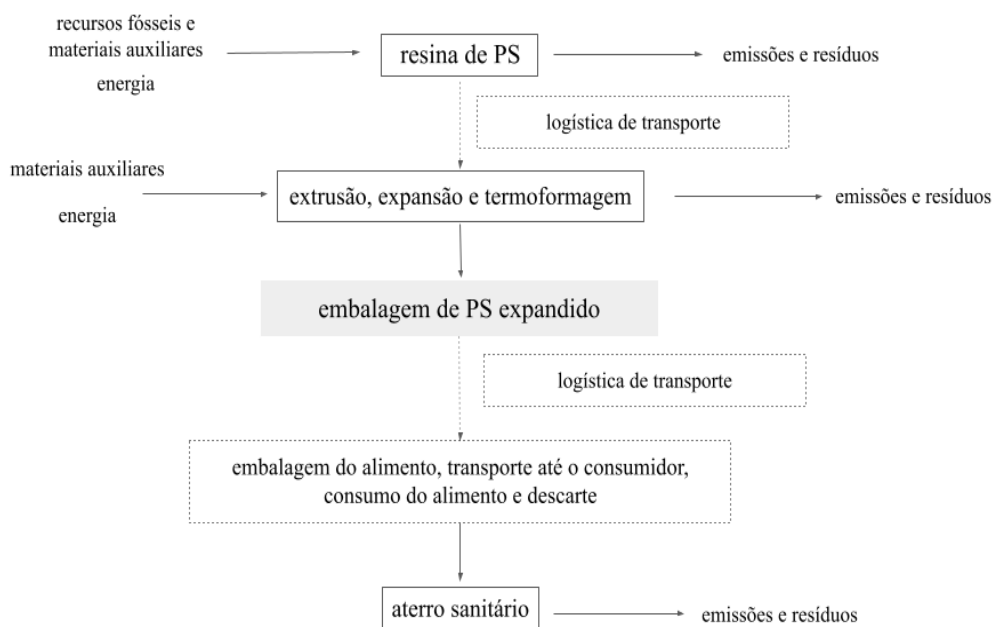 recursos fósseis e
materiais auxiliares
energia
resina de PS
emissões e resíduos
logística de transporte
materiais auxiliares
energia
extrusão, expansão e termoformagem
emissões e resíduos
embalagem de PS expandido
logística de transporte
embalagem do alimento, transporte até o consumidor,
consumo do alimento e descarte
aterro sanitário
emissões e resíduos